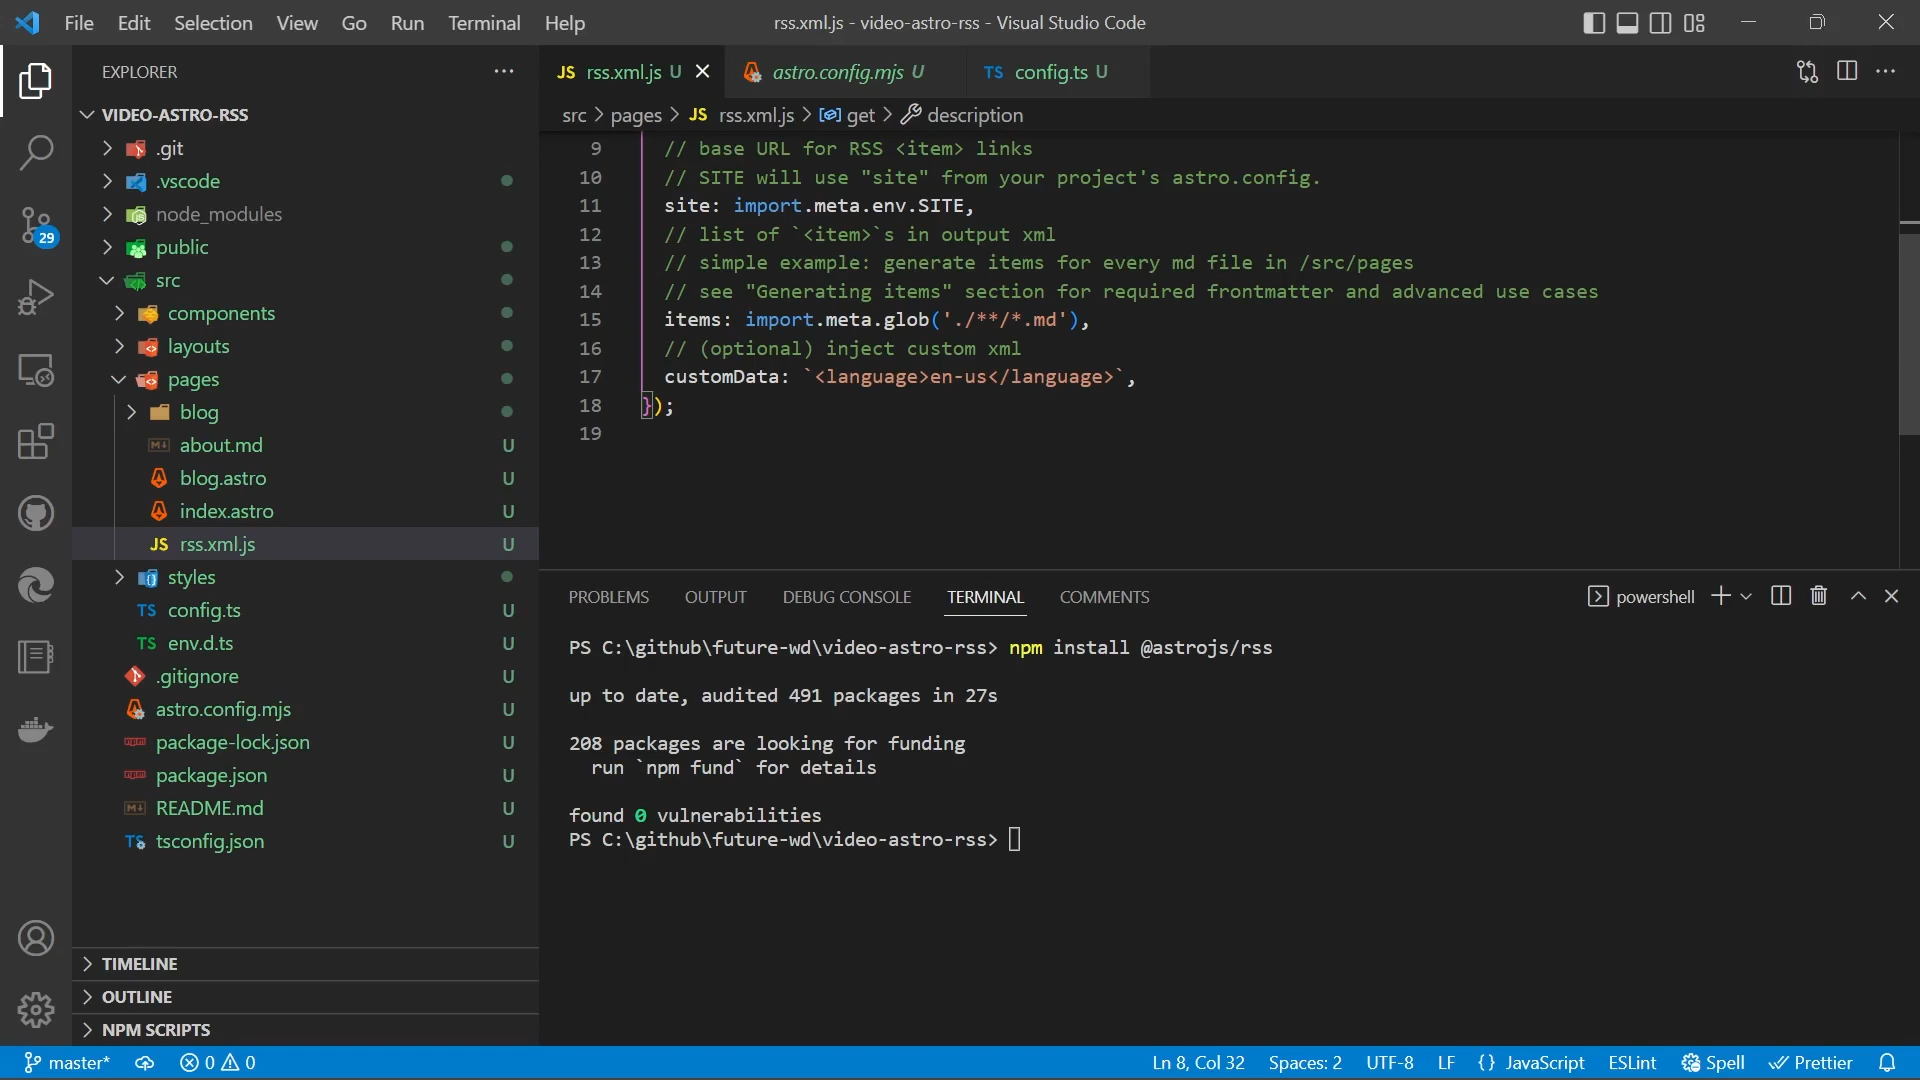 File Edit Selection View Go Run Terminal Help
rss.xml.js - video-astro-rss - Visual Studio Code
EXPLORER
VIDEO-ASTRO-RSS
.git
.vscode
node_modules
public
src
components
layouts
pages
blog
about.md U
blog.astro U
index.astro U
JS rss.xml.js U
styles
TS config.ts U
TS env.d.ts U
.gitignore U
astro.config.mjs U
package-lock.json U
package.json U
README.md U
tsconfig.json U
TIMELINE
OUTLINE
NPM SCRIPTS
29
JS rss.xml.js U astro.config.mjs U TS config.ts U
src > pages > JS rss.xml.js > get > description
9 // base URL for RSS <item> links
10 // SITE will use "site" from your project's astro.config.
11 site: import.meta.env.SITE,
12 // list of `<item>`s in output xml
13 // simple example: generate items for every md file in /src/pages
14 // see "Generating items" section for required frontmatter and advanced use cases
15 items: import.meta.glob('./**/*.md'),
16 // (optional) inject custom xml
17 customData: `<language>en-us</language>`,
18 });
19
PROBLEMS OUTPUT DEBUG CONSOLE TERMINAL COMMENTS powershell
PS C:\github\future-wd\video-astro-rss> npm install @astrojs/rss
up to date, audited 491 packages in 27s
208 packages are looking for funding
run `npm fund` for details
found 0 vulnerabilities
PS C:\github\future-wd\video-astro-rss>
master* 0 0 Ln 8, Col 32 Spaces: 2 UTF-8 LF {} JavaScript ESLint Spell Prettier